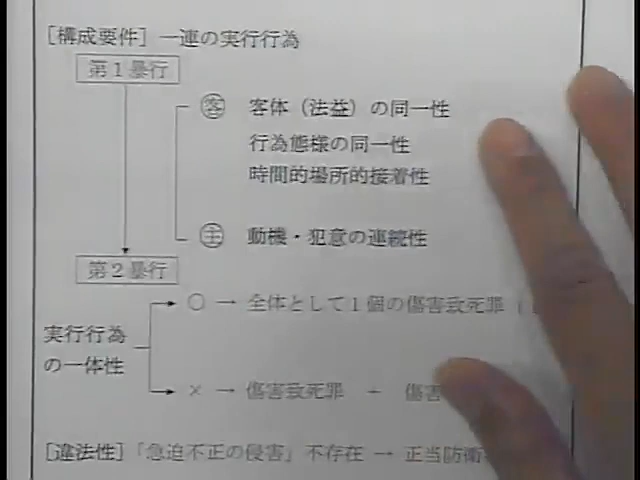 ［構成要件］一連の実行行為
第１暴行
㊂ 客体（法益）の同一性
行為態様の同一性
時間的場所的接着性
主 動機・犯意の連続性
第２暴行
○ → 全体として１個の傷害致死罪（
実行行為
の一体性
× → 傷害致死罪 － 傷害
［違法性］「急迫不正の侵害」不存在 → 正当防衛